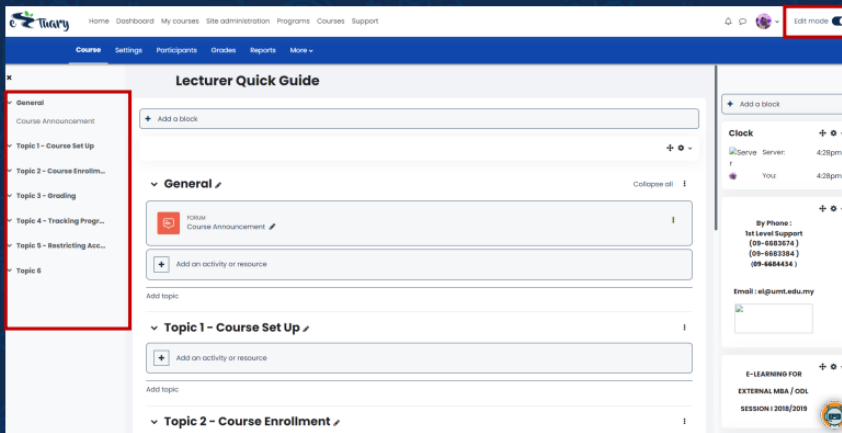 e Thary
Home Dashboard My courses Site administration Programs Courses Support
Edit mode
Course Settings Participants Grades Reports More
General
Course Announcement
Topic 1 - Course Set Up
Topic 2 - Course Enrollm...
Topic 3 - Grading
Topic 4 - Tracking Progr...
Topic 5 - Restricting Acc...
Topic 6
Lecturer Quick Guide
+ Add a block
General
Collapse all
FORUM
Course Announcement
+ Add an activity or resource
Add topic
Topic 1 - Course Set Up
+ Add an activity or resource
Add topic
Topic 2 - Course Enrollment
+ Add a block
Clock
Serve
r
Server: 4:28pm
You: 4:28pm
By Phone :
1st Level Support
(09-6683674 )
(09-6683384 )
(09-6684434 )
Email : el@umt.edu.my
E-LEARNING FOR
EXTERNAL MBA / ODL
SESSION I 2018/2019